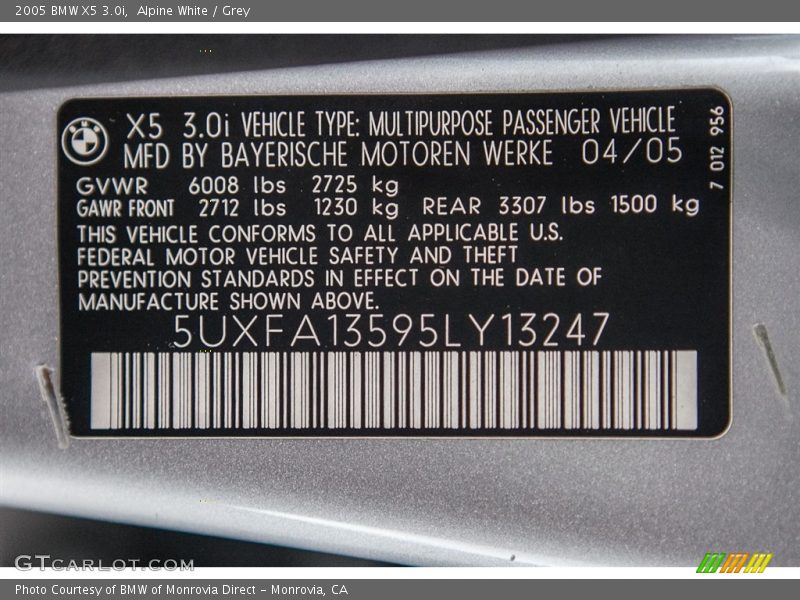 2005 BMW X5 3.0i,  Alpine White / Grey
X5 3.0i VEHICLE TYPE: MULTIPURPOSE PASSENGER VEHICLE
MFD BY BAYERISCHE MOTOREN WERKE 04/05
7 012 956
GVWR 6008 lbs 2725 kg
GAWR FRONT 2712 lbs 1230 kg REAR 3307 lbs 1500 kg
THIS VEHICLE CONFORMS TO ALL APPLICABLE U.S.
FEDERAL MOTOR VEHICLE SAFETY AND THEFT
PREVENTION STANDARDS IN EFFECT ON THE DATE OF
MANUFACTURE SHOWN ABOVE.
5UXFA13595LY13247
GTCARLOT.COM
Photo Courtesy of BMW of Monrovia Direct - Monrovia, CA